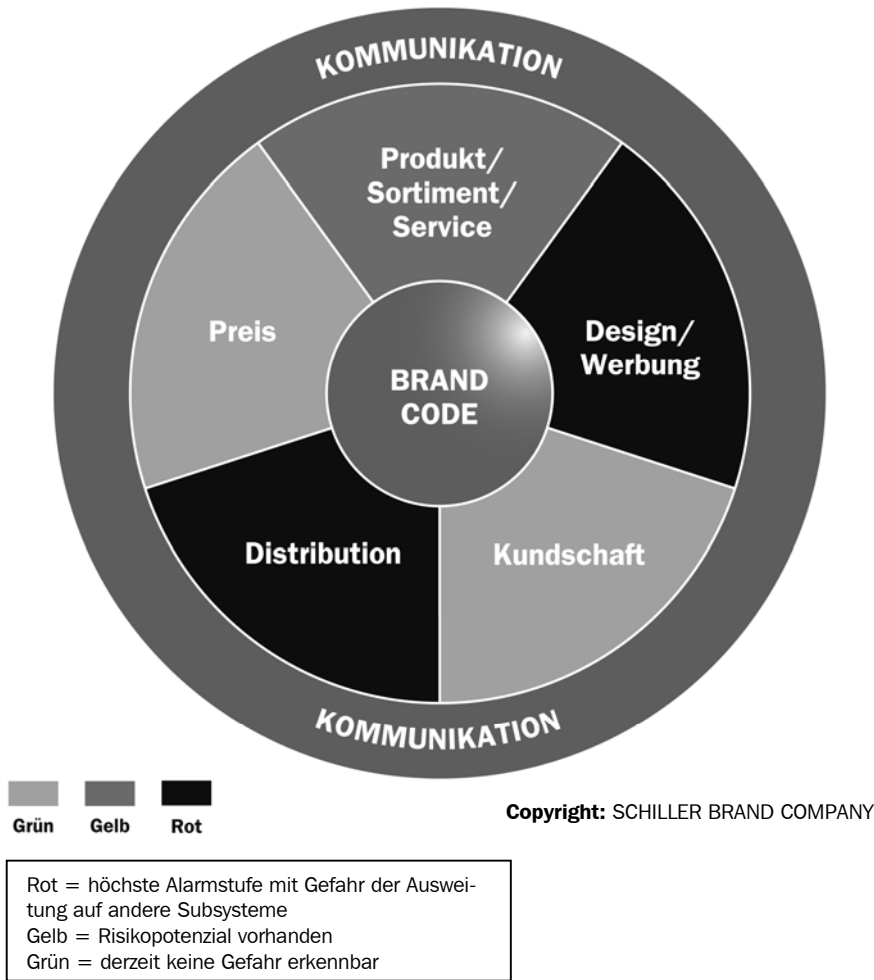 KOMMUNIKATION
Produkt/
Sortiment/
Service
Preis
Design/
Werbung
BRAND
CODE
Distribution
Kundschaft
KOMMUNIKATION
Grün Gelb Rot
Copyright: SCHILLER BRAND COMPANY
Rot = höchste Alarmstufe mit Gefahr der Auswei-
tung auf andere Subsysteme
Gelb = Risikopotenzial vorhanden
Grün = derzeit keine Gefahr erkennbar